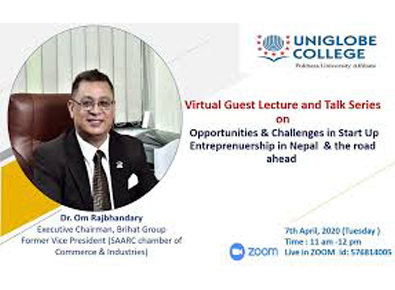 UNIGLOBE
COLLEGE
Pokhara University Affiliate
Virtual Guest Lecture and Talk Series
on
Opportunities & Challenges in Start Up
Entreprenuership in Nepal & the road
ahead
Dr. Om Rajbhandary
Executive Chairman, Brihat Group
Former Vice President (SAARC chamber of
Commerce & Industries)
7th April, 2020 (Tuesday )
Time : 11 am -12 pm
Live in ZOOM Id: 576814005
zoom